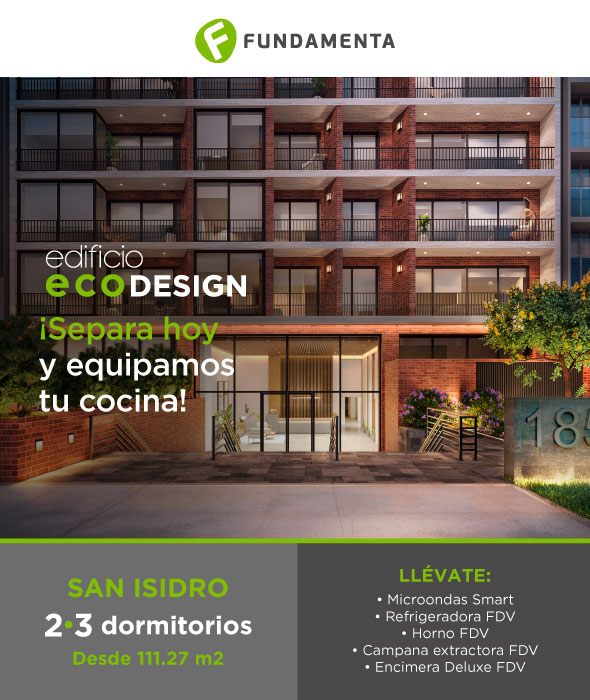 FUNDAMENTA
edificio
ecoDESIGN
¡Separa hoy
y equipamos
tu cocina!
185
SAN ISIDRO
2•3 dormitorios
Desde 111.27 m2
LLÉVATE:
• Microondas Smart
• Refrigeradora FDV
• Horno FDV
• Campana extractora FDV
• Encimera Deluxe FDV